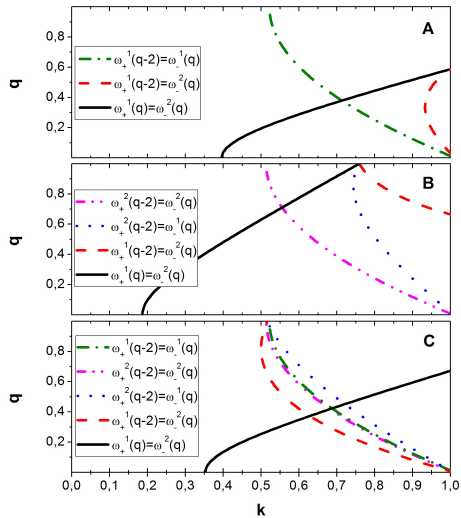 A
0,8
0,6
0,4
0,2
q
ω₊¹(q-2)=ω₋¹(q)
ω₊¹(q-2)=ω₋²(q)
ω₊¹(q)=ω₋²(q)
B
0,8
0,6
0,4
0,2
q
ω₊²(q-2)=ω₋²(q)
ω₊²(q-2)=ω₋¹(q)
ω₊¹(q-2)=ω₋²(q)
ω₊¹(q)=ω₋²(q)
C
0,8
0,6
0,4
0,2
q
ω₊¹(q-2)=ω₋¹(q)
ω₊²(q-2)=ω₋²(q)
ω₊²(q-2)=ω₋¹(q)
ω₊¹(q-2)=ω₋²(q)
ω₊¹(q)=ω₋²(q)
0,0 0,1 0,2 0,3 0,4 0,5 0,6 0,7 0,8 0,9 1,0
k